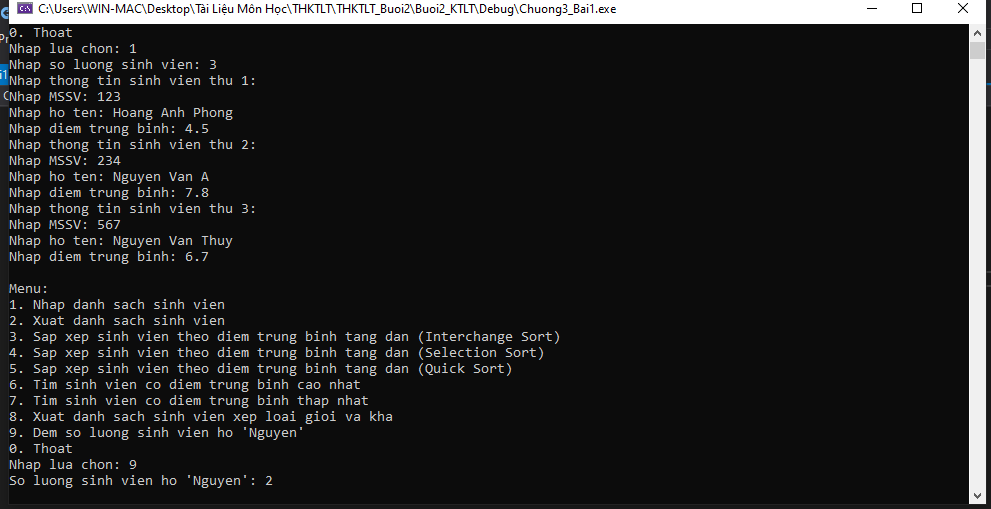 C:\Users\WIN-MAC\Desktop\Tài Liệu Môn Học\THKTLT\THKTLT_Buoi2\Buoi2_KTLT\Debug\Chuong3_Bai1.exe
0. Thoat
Nhap lua chon: 1
Nhap so luong sinh vien: 3
Nhap thong tin sinh vien thu 1:
Nhap MSSV: 123
Nhap ho ten: Hoang Anh Phong
Nhap diem trung binh: 4.5
Nhap thong tin sinh vien thu 2:
Nhap MSSV: 234
Nhap ho ten: Nguyen Van A
Nhap diem trung binh: 7.8
Nhap thong tin sinh vien thu 3:
Nhap MSSV: 567
Nhap ho ten: Nguyen Van Thuy
Nhap diem trung binh: 6.7
Menu:
1. Nhap danh sach sinh vien
2. Xuat danh sach sinh vien
3. Sap xep sinh vien theo diem trung binh tang dan (Interchange Sort)
4. Sap xep sinh vien theo diem trung binh tang dan (Selection Sort)
5. Sap xep sinh vien theo diem trung binh tang dan (Quick Sort)
6. Tim sinh vien co diem trung binh cao nhat
7. Tim sinh vien co diem trung binh thap nhat
8. Xuat danh sach sinh vien xep loai gioi va kha
9. Dem so luong sinh vien ho 'Nguyen'
0. Thoat
Nhap lua chon: 9
So luong sinh vien ho 'Nguyen': 2